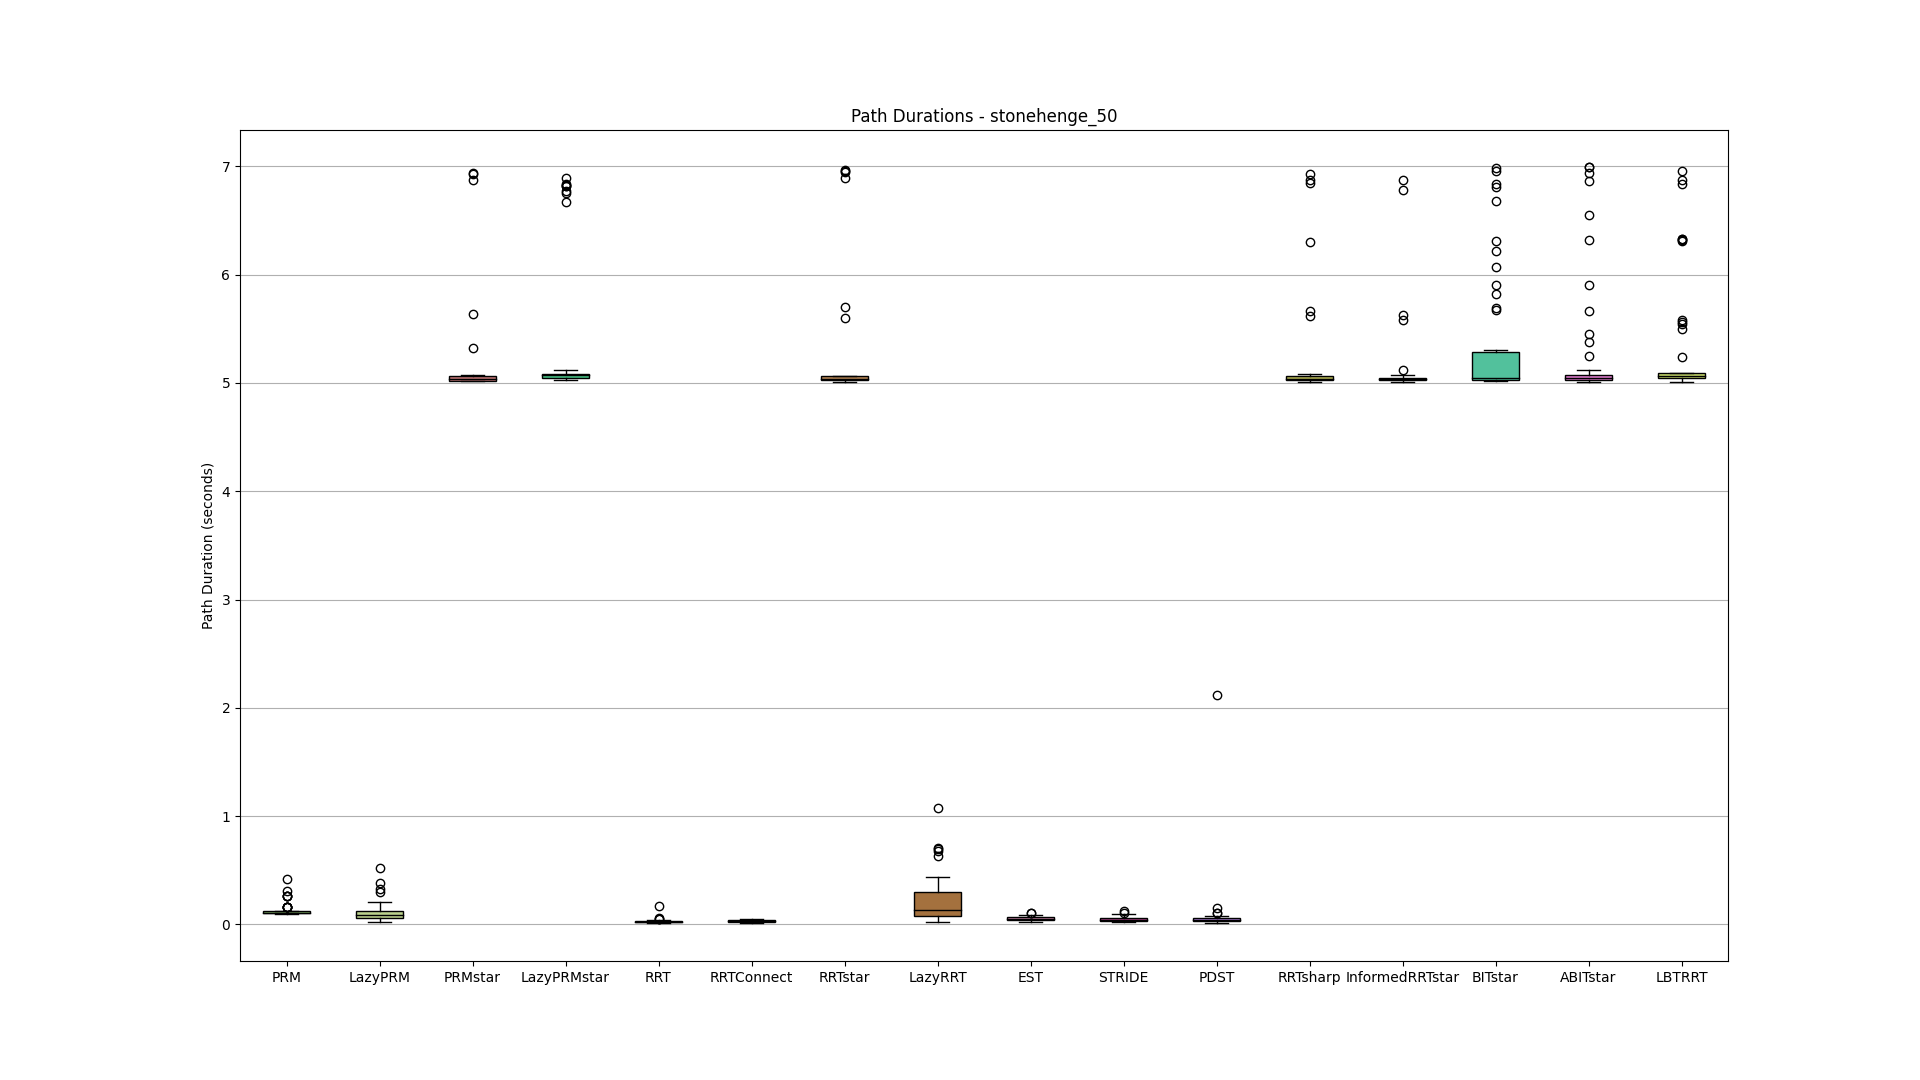 Path Durations - stonehenge_50
Path Duration (seconds)
7
6
5
4
3
2
1
0
PRM LazyPRM PRMstar LazyPRMstar RRT RRTConnect RRTstar LazyRRT EST STRIDE PDST RRTsharp InformedRRTstar BITstar ABITstar LBTRRT